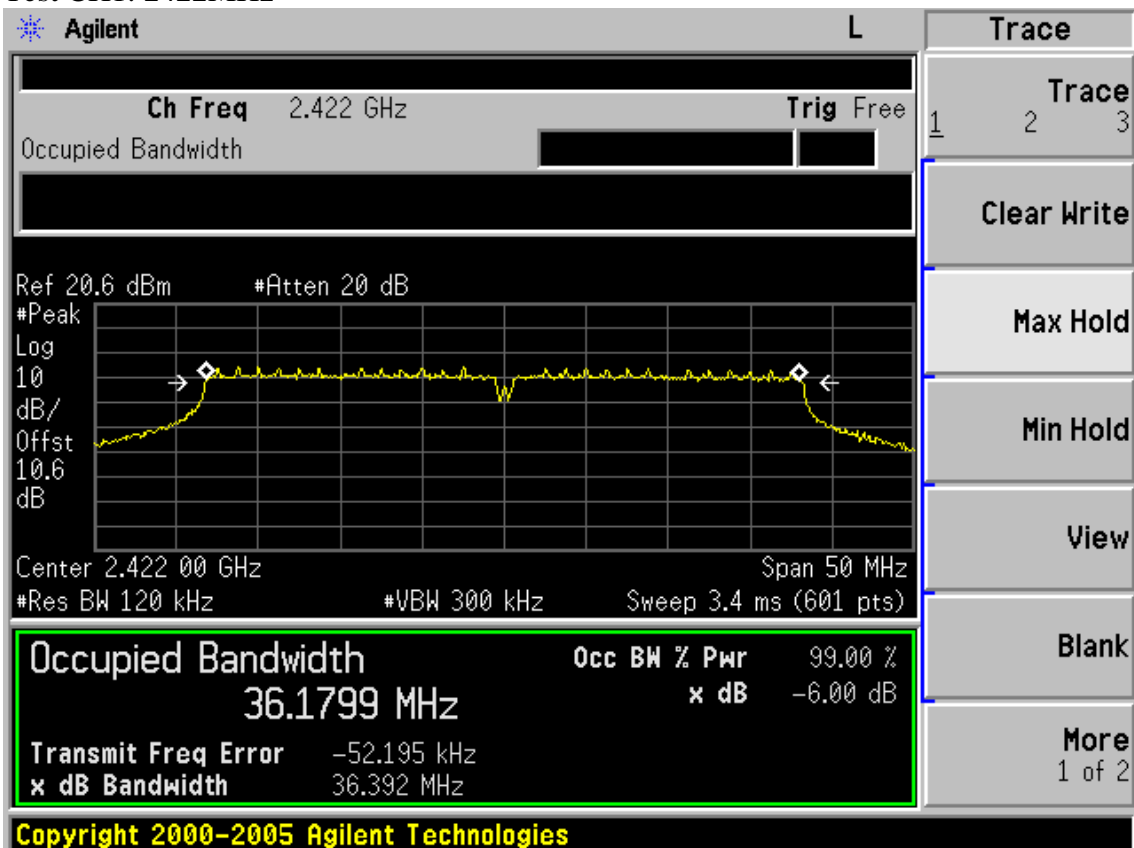 Agilent L Trace
Ch Freq 2.422 GHz Trig Free
Occupied Bandwidth
Trace
1 2 3
Clear Write
Max Hold
Min Hold
View
Blank
More
1 of 2
Ref 20.6 dBm #Atten 20 dB
#Peak
Log
10
dB/
Offst
10.6
dB
Center 2.422 00 GHz Span 50 MHz
#Res BW 120 kHz #VBW 300 kHz Sweep 3.4 ms (601 pts)
Occupied Bandwidth Occ BW % Pwr 99.00 %
36.1799 MHz x dB -6.00 dB
Transmit Freq Error -52.195 kHz
x dB Bandwidth 36.392 MHz
Copyright 2000-2005 Agilent Technologies